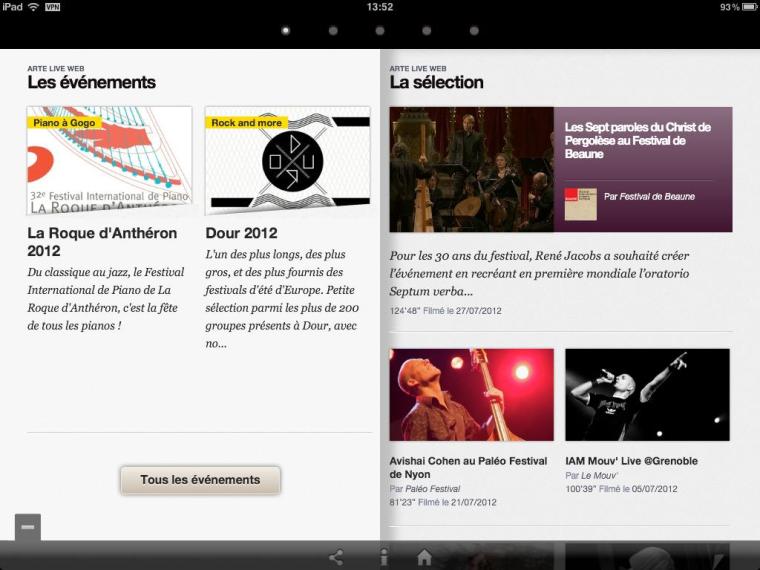 iPad VPN 13:52 93%
ARTE LIVE WEB
Les événements
Piano à Gogo
32e Festival International de Piano
LA ROQUE D'ANTHÉRON
La Roque d'Anthéron
2012
Du classique au jazz, le Festival
International de Piano de La
Roque d'Anthéron, c'est la fête
de tous les pianos !
Rock and more
DOUR
Dour 2012
L'un des plus longs, des plus
gros, et des plus fournis des
festivals d'été d'Europe. Petite
sélection parmi les plus de 200
groupes présents à Dour, avec
no...
Tous les événements
ARTE LIVE WEB
La sélection
Les Sept paroles du Christ de
Pergolèse au Festival de
Beaune
Par Festival de Beaune
Pour les 30 ans du festival, René Jacobs a souhaité créer
l'événement en recréant en première mondiale l'oratorio
Septum verba...
124'48" Filmé le 27/07/2012
Avishai Cohen au Paléo Festival
de Nyon
Par Paléo Festival
81'23" Filmé le 21/07/2012
IAM Mouv' Live @Grenoble
Par Le Mouv'
100'39" Filmé le 05/07/2012